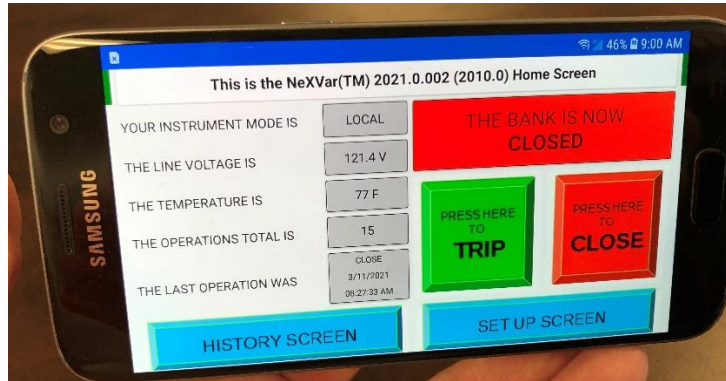 46% 9:00 AM
This is the NeXVar(TM) 2021.0.002 (2010.0) Home Screen
YOUR INSTRUMENT MODE IS
LOCAL
THE LINE VOLTAGE IS
121.4 V
THE TEMPERATURE IS
77 F
THE OPERATIONS TOTAL IS
15
THE LAST OPERATION WAS
CLOSE
3/11/2021
08:27:33 AM
THE BANK IS NOW
CLOSED
PRESS HERE
TO
TRIP
PRESS HERE
TO
CLOSE
HISTORY SCREEN
SET UP SCREEN
SAMSUNG